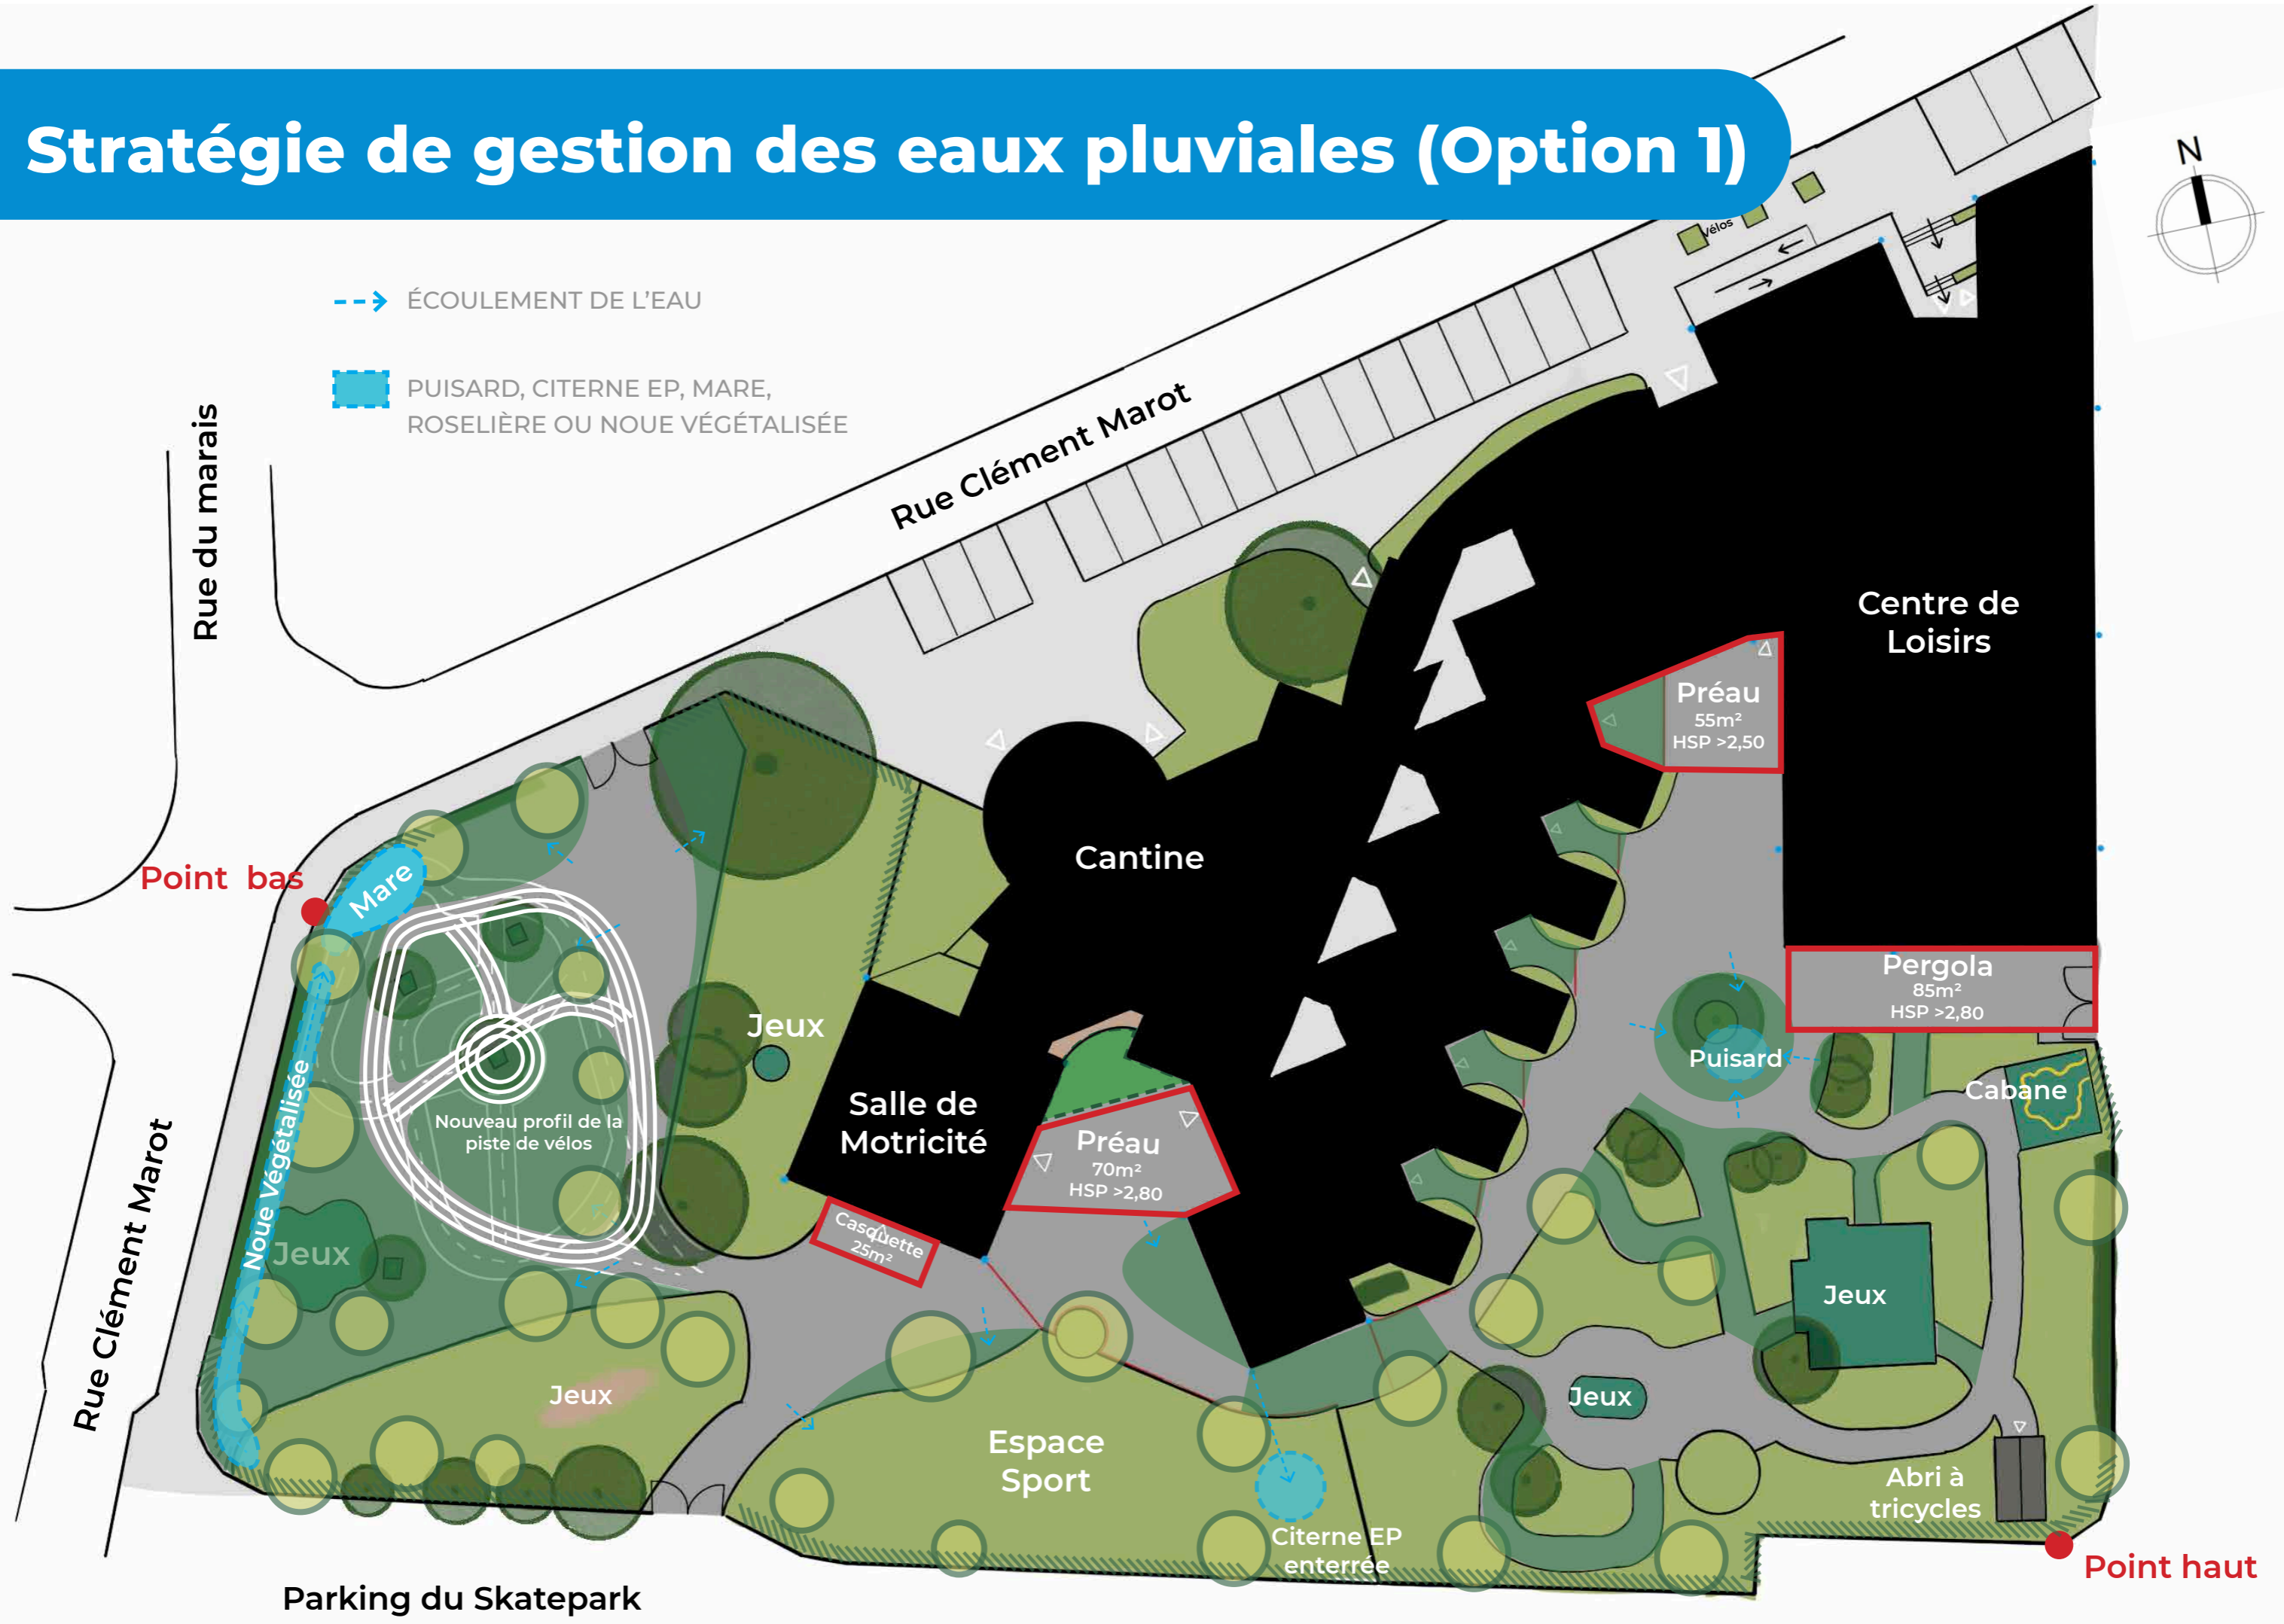 Stratégie de gestion des eaux pluviales (Option 1)
N
Vélos
ÉCOULEMENT DE L’EAU
PUISARD, CITERNE EP, MARE,
ROSELIÈRE OU NOUE VÉGÉTALISÉE
Rue du marais
Rue Clément Marot
Centre de
Loisirs
Préau
55m²
HSP >2,50
Point bas
Mare
Cantine
Pergola
85m²
HSP >2,80
Jeux
Puisard
Cabane
Nouveau profil de la
piste de vélos
Salle de
Motricité
Préau
70m²
HSP >2,80
Noue Végétalisée
Rue Clément Marot
Casquette
25m²
Jeux
Jeux
Jeux
Jeux
Espace
Sport
Abri à
tricycles
Citerne EP
enterrée
Point haut
Parking du Skatepark